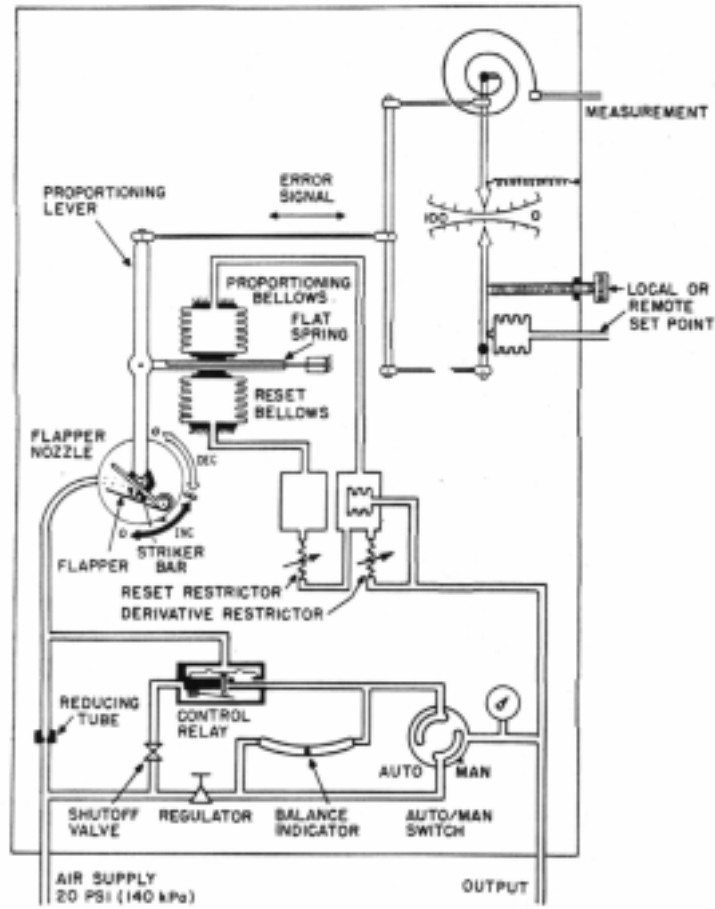 MEASUREMENT
PROPORTIONING
LEVER
ERROR
SIGNAL
100
0
PROPORTIONING
BELLOWS
FLAT
SPRING
LOCAL OR
REMOTE
SET POINT
RESET
BELLOWS
FLAPPER
NOZZLE
DEC
INC
STRIKER
BAR
FLAPPER
RESET RESTRICTOR
DERIVATIVE RESTRICTOR
REDUCING
TUBE
CONTROL
RELAY
AUTO
MAN
SHUTOFF
VALVE
REGULATOR
BALANCE
INDICATOR
AUTO/MAN
SWITCH
AIR SUPPLY
20 PSI (140 kPa)
OUTPUT